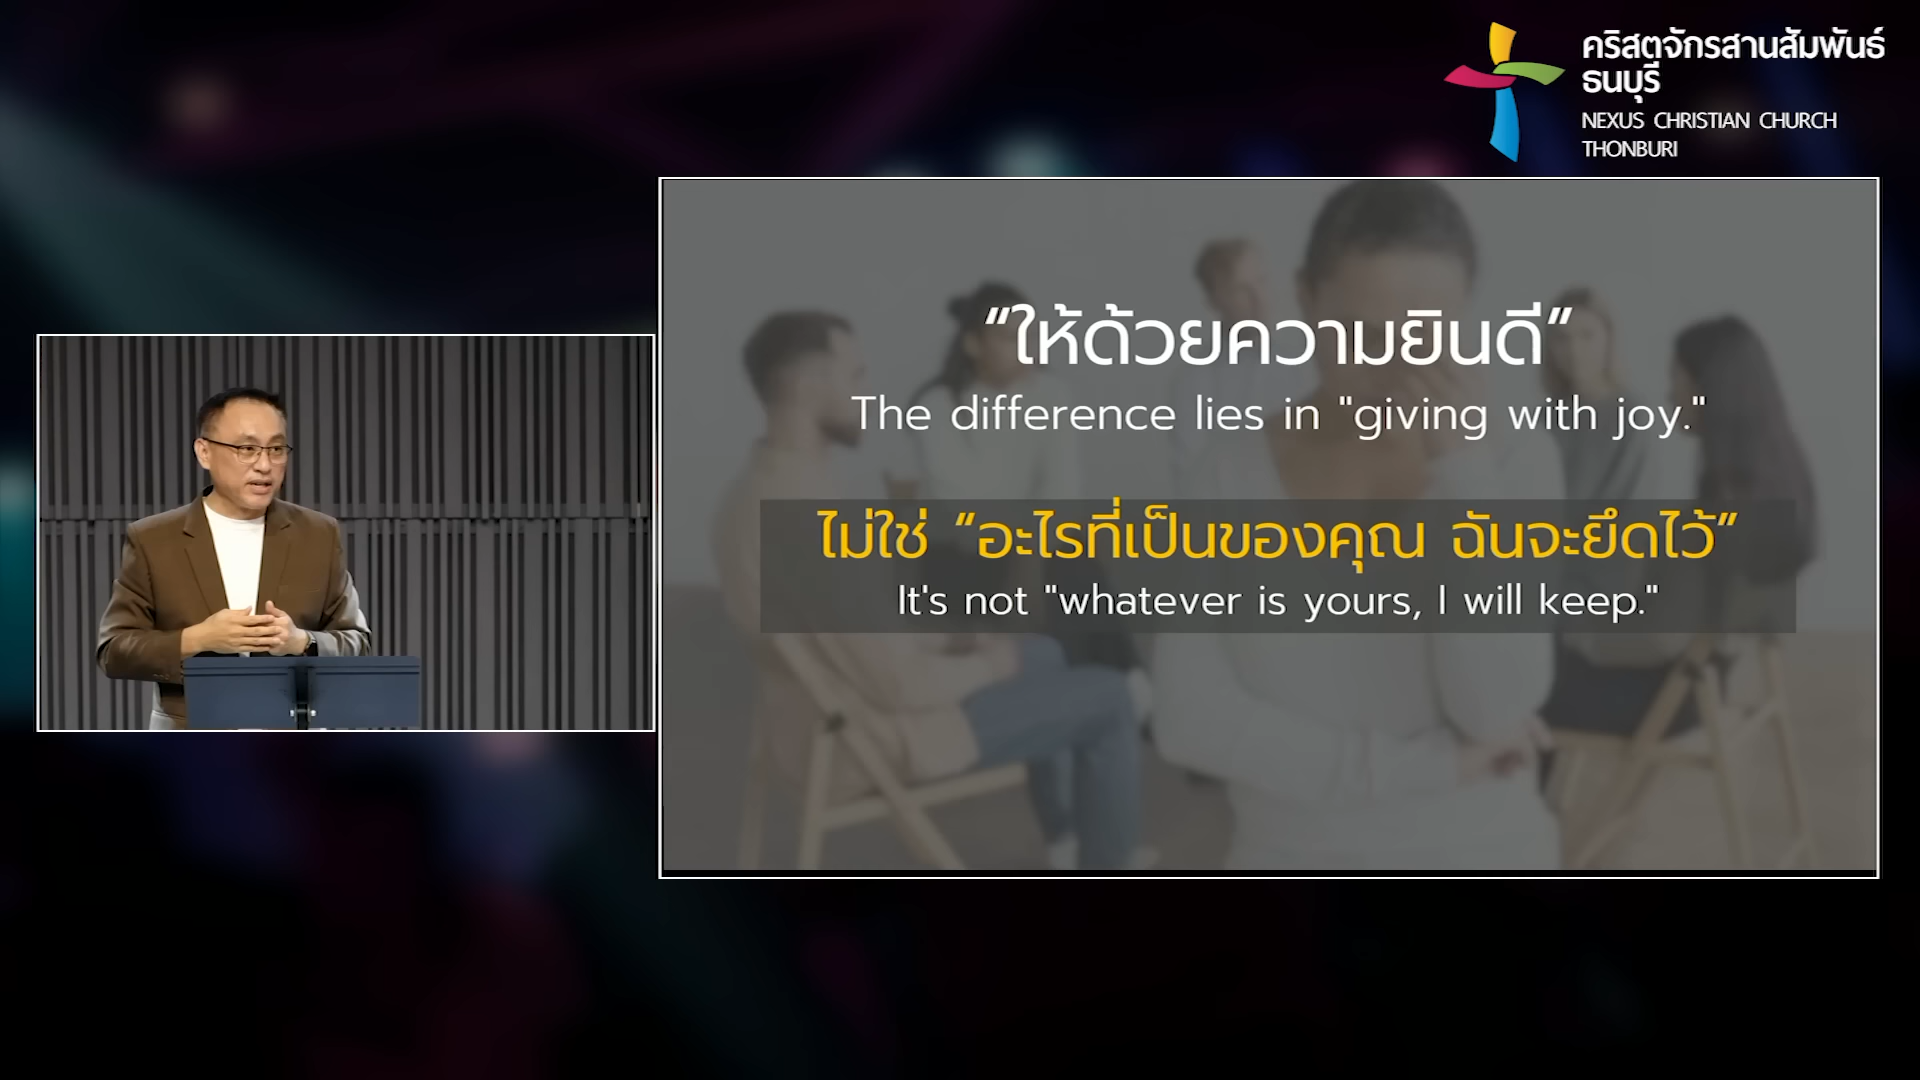 คริสตจักรสานสัมพันธ์
ธนบุรี
NEXUS CHRISTIAN CHURCH
THONBURI
“ให้ด้วยความยินดี”
The difference lies in "giving with joy."
ไม่ใช่ “อะไรที่เป็นของคุณ ฉันจะยึดไว้”
It's not "whatever is yours, I will keep."